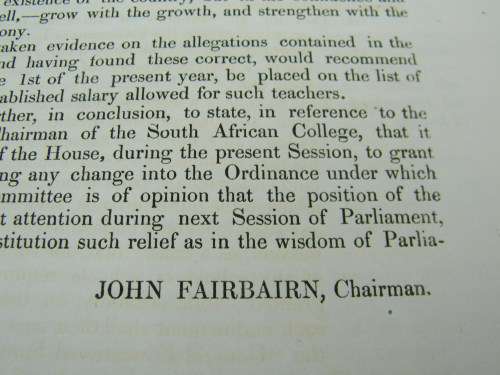 ell,—grow with the growth, and strengthen with the
ony.
taken evidence on the allegations contained in the
nd having found these correct, would recommend
e 1st of the present year, be placed on the list of
tablished salary allowed for such teachers.
rther, in conclusion, to state, in reference to the
Chairman of the South African College, that it
f the House, during the present Session, to grant
ng any change into the Ordinance under which
ommittee is of opinion that the position of the
t attention during next Session of Parliament,
stitution such relief as in the wisdom of Parlia-
JOHN FAIRBAIRN, Chairman.